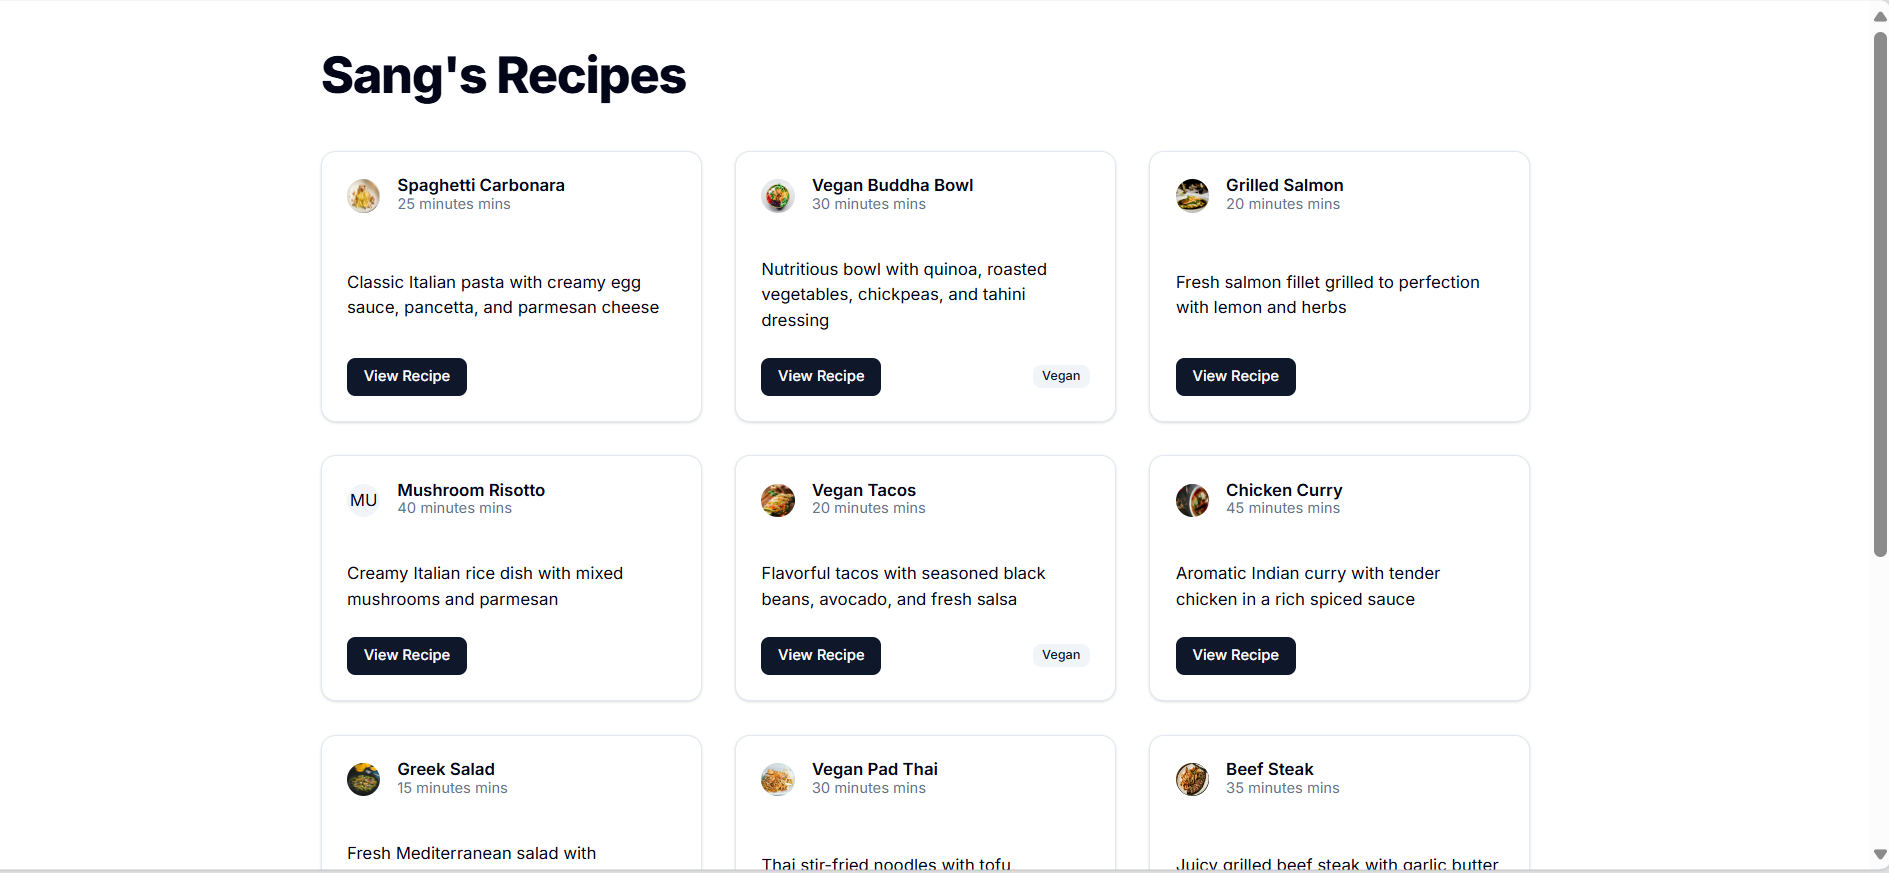 Sang's Recipes
Spaghetti Carbonara
25 minutes mins
Classic Italian pasta with creamy egg
sauce, pancetta, and parmesan cheese
View Recipe
Vegan Buddha Bowl
30 minutes mins
Nutritious bowl with quinoa, roasted
vegetables, chickpeas, and tahini
dressing
View Recipe
Vegan
Grilled Salmon
20 minutes mins
Fresh salmon fillet grilled to perfection
with lemon and herbs
View Recipe
MU
Mushroom Risotto
40 minutes mins
Creamy Italian rice dish with mixed
mushrooms and parmesan
View Recipe
Vegan Tacos
20 minutes mins
Flavorful tacos with seasoned black
beans, avocado, and fresh salsa
View Recipe
Vegan
Chicken Curry
45 minutes mins
Aromatic Indian curry with tender
chicken in a rich spiced sauce
View Recipe
Greek Salad
15 minutes mins
Fresh Mediterranean salad with
Vegan Pad Thai
30 minutes mins
Thai stir-fried noodles with tofu
Beef Steak
35 minutes mins
Juicy grilled beef steak with garlic butter